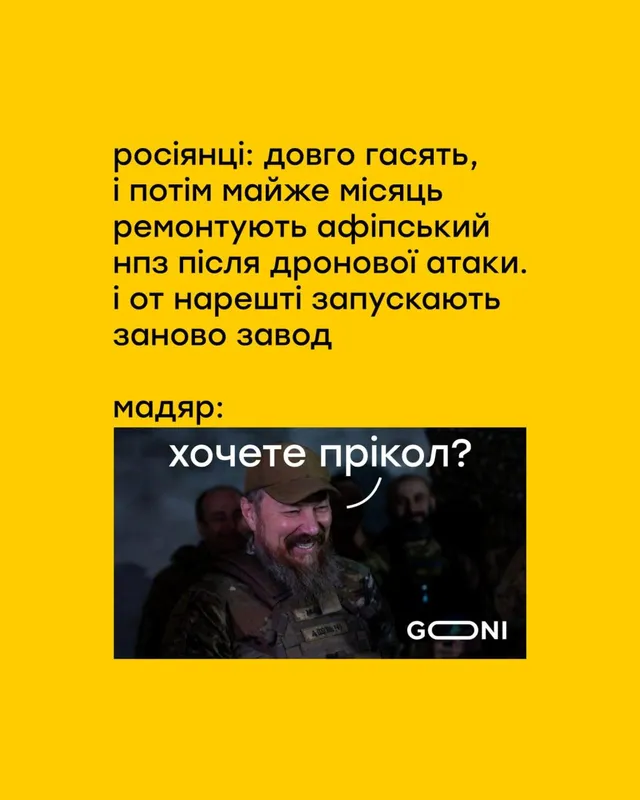 росіянці: довго гасять,
і потім майже місяць
ремонтують афіпський
нпз після дронової атаки.
і от нарешті запускають
заново завод
мадяр:
хочете прікол?
GOONI